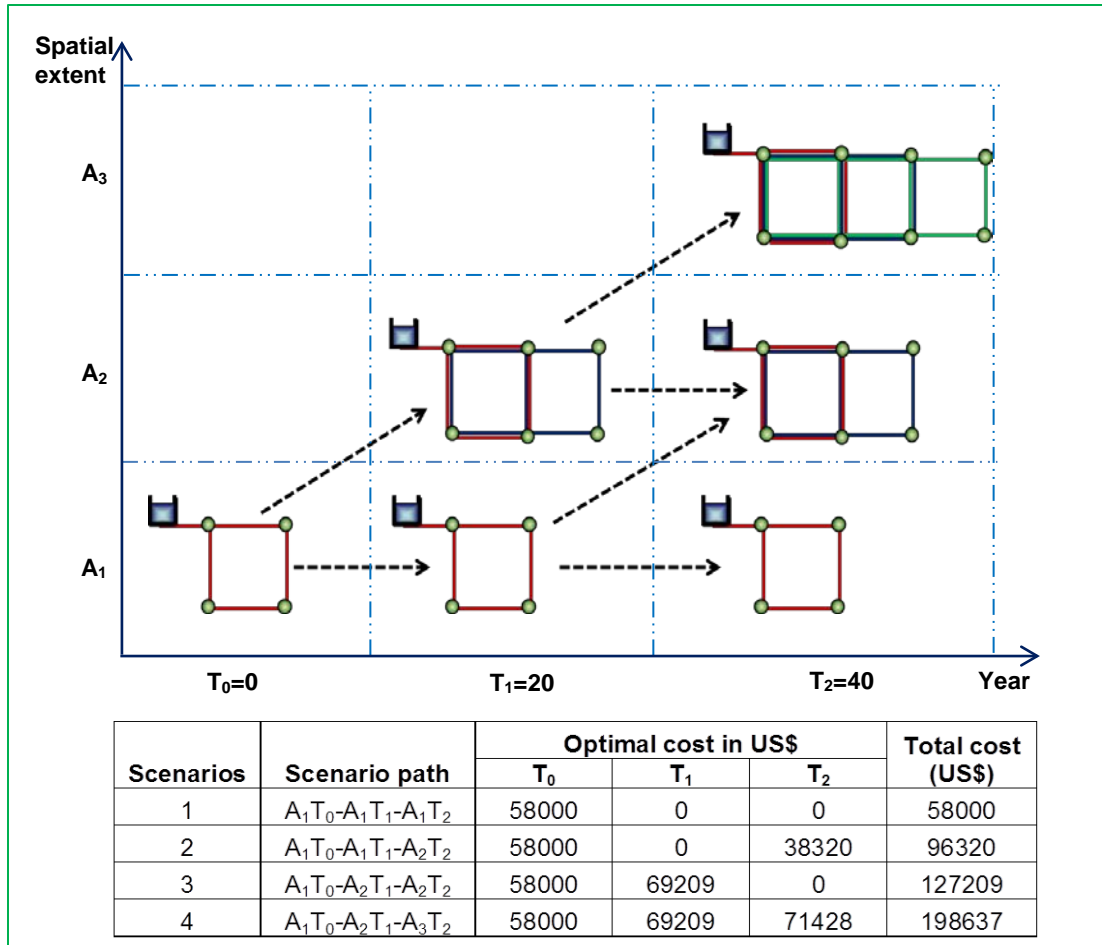 Spatial
extent
A₃
A₂
A₁
T₀=0 T₁=20 T₂=40 Year
Optimal cost in US$ Total cost
Scenarios Scenario path T₀ T₁ T₂ (US$)
1 A₁T₀-A₁T₁-A₁T₂ 58000 0 0 58000
2 A₁T₀-A₁T₁-A₂T₂ 58000 0 38320 96320
3 A₁T₀-A₂T₁-A₂T₂ 58000 69209 0 127209
4 A₁T₀-A₂T₁-A₃T₂ 58000 69209 71428 198637